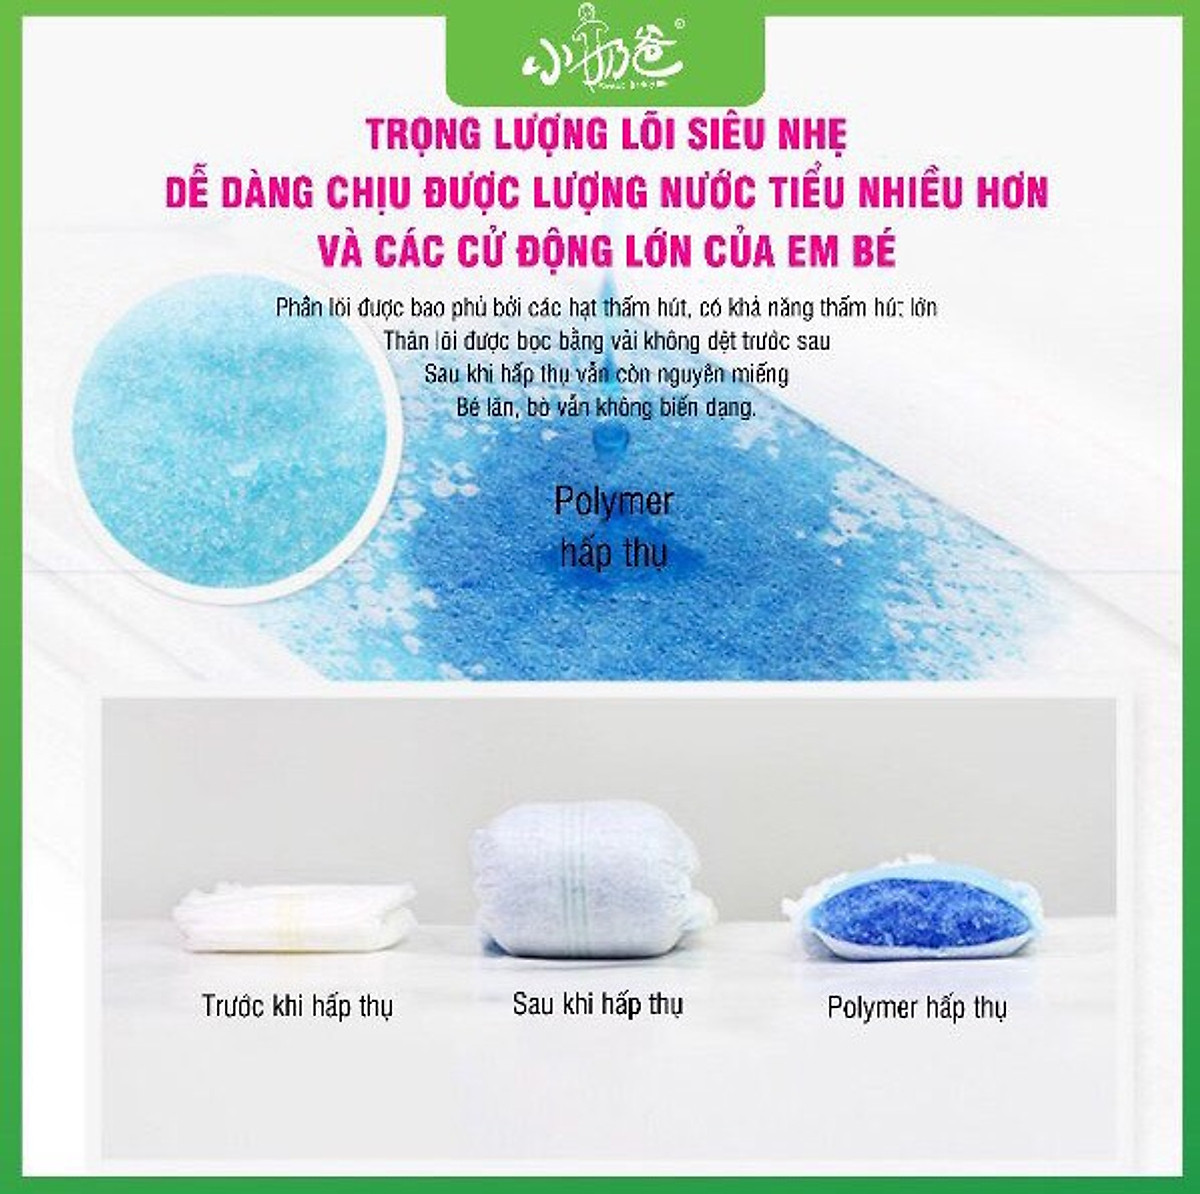 小奶爸
TRỌNG LƯỢNG LÕI SIÊU NHẸ
DỄ DÀNG CHỊU ĐƯỢC LƯỢNG NƯỚC TIỂU NHIỀU HƠN
VÀ CÁC CỬ ĐỘNG LỚN CỦA EM BÉ
Phần lõi được bao phủ bởi các hạt thấm hút, có khả năng thấm hút lớn
Thân lõi được bọc bằng vải không dệt trước sau
Sau khi hấp thụ vẫn còn nguyên miếng
Bé lăn, bò vẫn không biến dạng.
Polymer
hấp thụ
Trước khi hấp thụ
Sau khi hấp thụ
Polymer hấp thụ